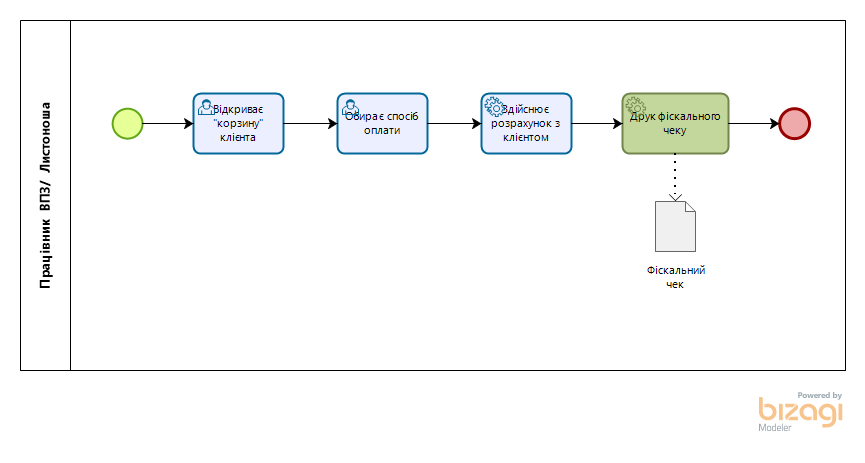 Працівник ВПЗ/ Листоноша
Відкриває
"корзину"
клієнта
Обирає спосіб
оплати
Здійснює
розрахунок з
клієнтом
Друк фіскального
чеку
Фіскальний
чек
Powered by
bizagi
Modeler